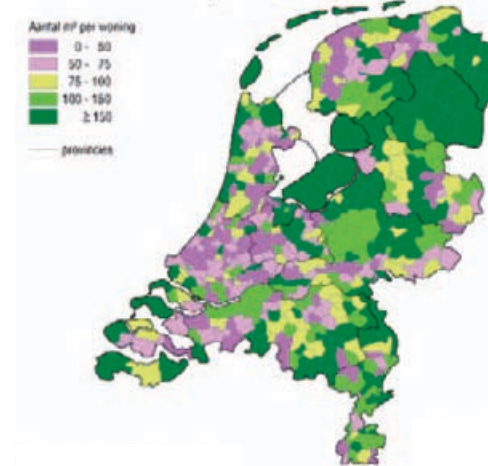 Aantal m² per woning
0 - 50
50 - 75
75 - 100
100 - 150
≥ 150
provincies